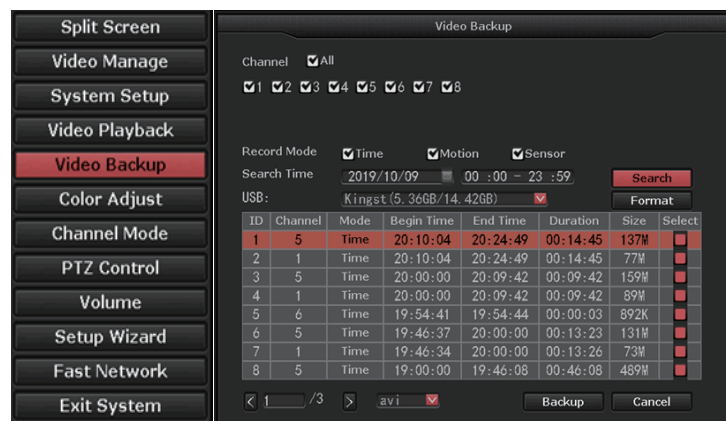 Split Screen
Video Manage
System Setup
Video Playback
Video Backup
Color Adjust
Channel Mode
PTZ Control
Volume
Setup Wizard
Fast Network
Exit System
Video Backup
Channel All
1 2 3 4 5 6 7 8
Record Mode Time Motion Sensor
Search Time 2019/10/09 00 :00 - 23 :59 Search
USB: Kingst(5.36GB/14.42GB) Format
ID Channel Mode Begin Time End Time Duration Size Select
1 5 Time 20:10:04 20:24:49 00:14:45 137M
2 1 Time 20:10:04 20:24:49 00:14:45 77M
3 5 Time 20:00:00 20:09:42 00:09:42 159M
4 1 Time 20:00:00 20:09:42 00:09:42 89M
5 6 Time 19:54:41 19:54:44 00:00:03 892K
6 5 Time 19:46:37 20:00:00 00:13:23 131M
7 1 Time 19:46:34 20:00:00 00:13:26 73M
8 5 Time 19:00:00 19:46:08 00:46:08 489M
< 1 /3 > avi Backup Cancel